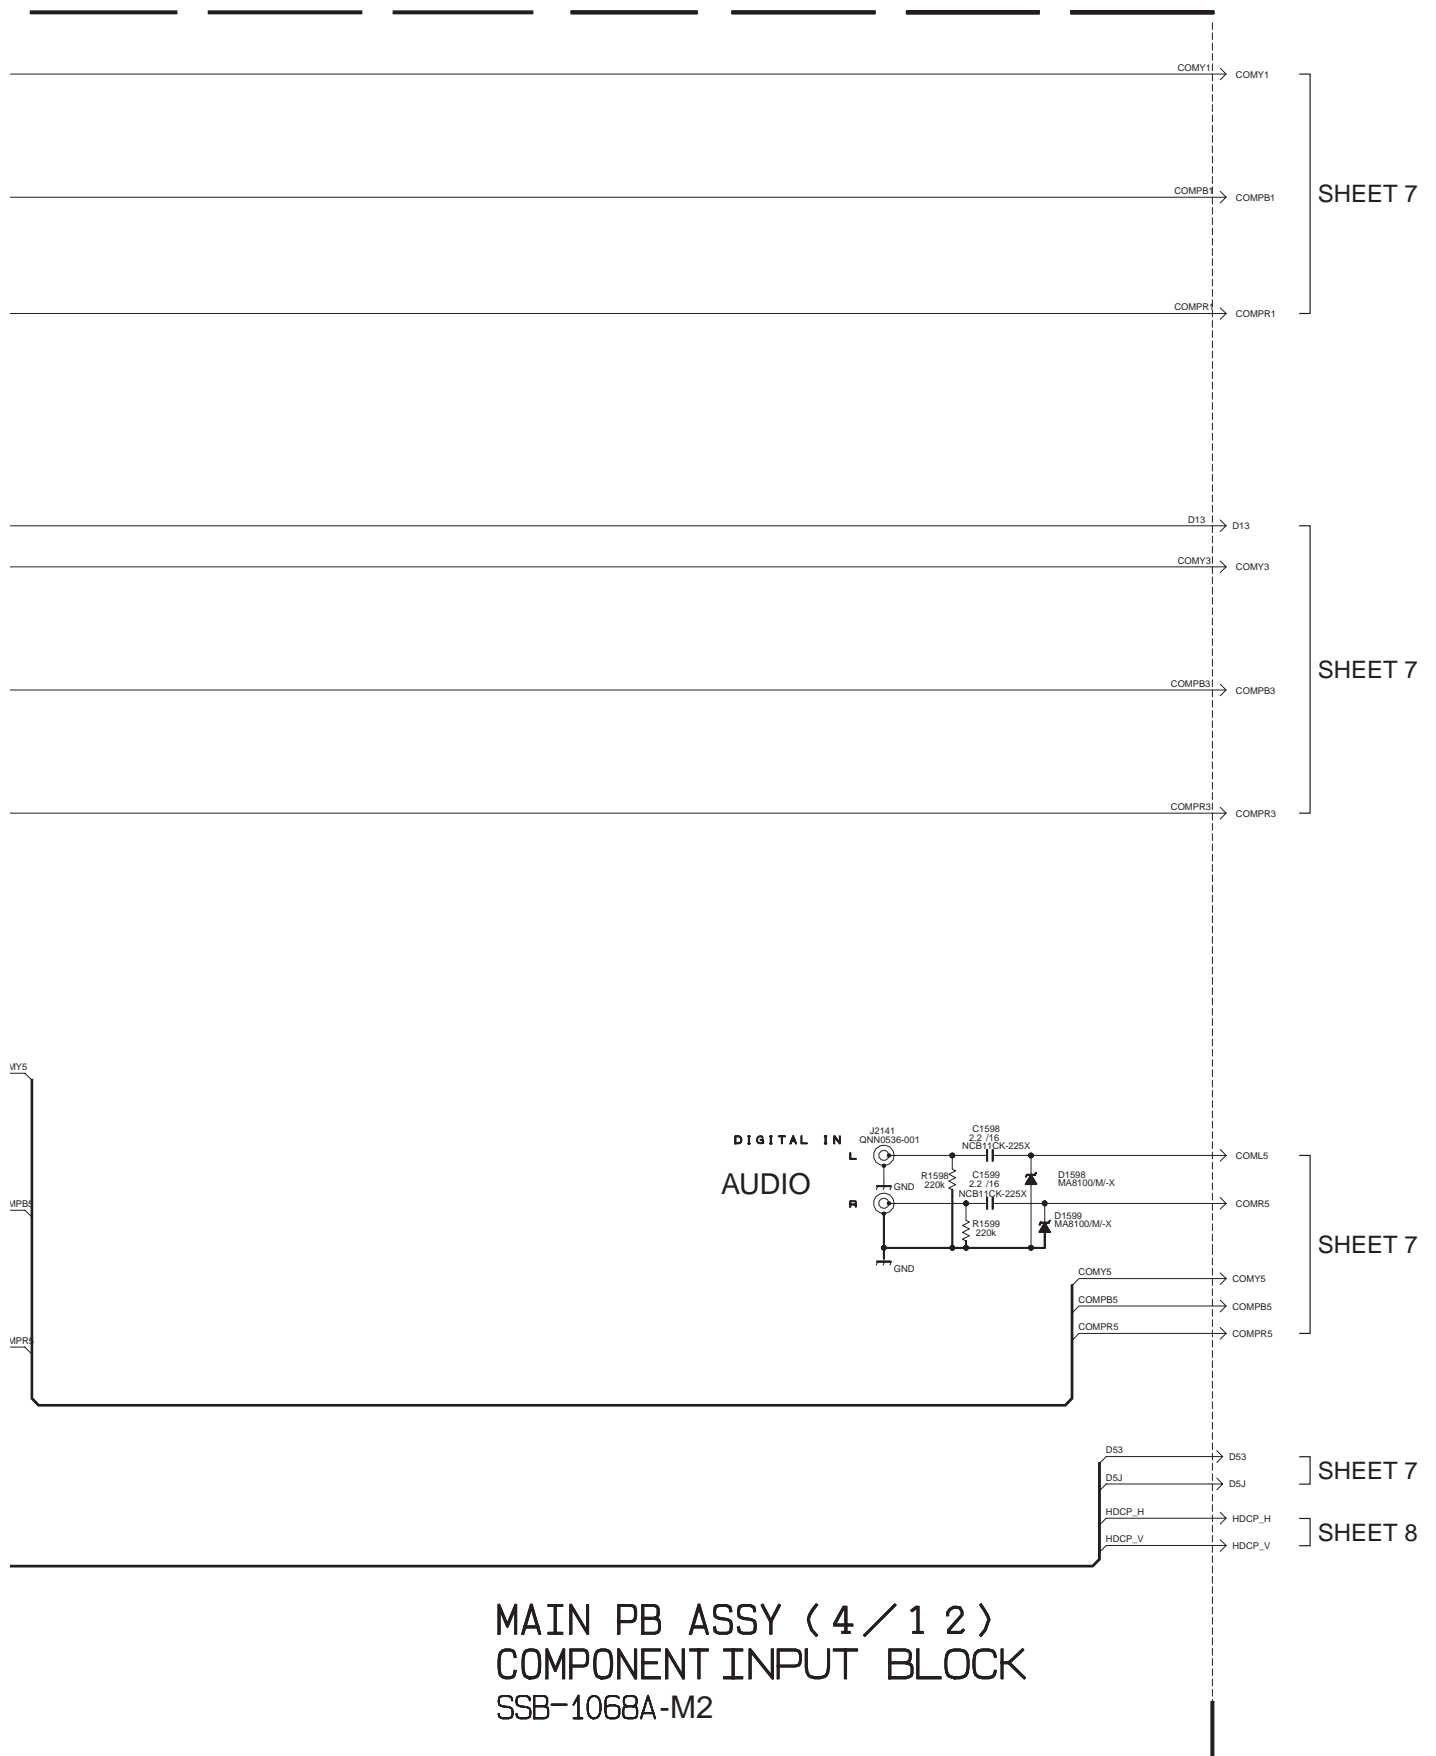 COMY1 COMY1
COMPB1 COMPB1
SHEET 7
COMPR1 COMPR1
D13 D13
COMY3 COMY3
SHEET 7
COMPB3 COMPB3
COMPR3 COMPR3
MY5
DIGITAL IN
L
J2141
QNN0536-001
C1598
2.2 /16
NCB11CK-225X
COML5
AUDIO
GND
R1598
220k
C1599
2.2 /16
NCB11CK-225X
D1598
MA8100/M/-X
R
COMR5
MPB5
R1599
220k
D1599
MA8100/M/-X
SHEET 7
GND
COMY5 COMY5
COMPB5 COMPB5
COMPR5 COMPR5
MPR5
D53 D53
SHEET 7
D5J D5J
HDCP_H HDCP_H
SHEET 8
HDCP_V HDCP_V
MAIN PB ASSY (4/12)
COMPONENT INPUT BLOCK
SSB-1068A-M2